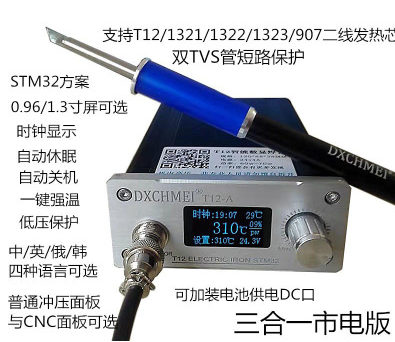 支持T12/1321/1322/1323/907二线发热芯
双TVS管短路保护
STM32方案
0.96/1.3寸屏可选
时钟显示
自动休眠
自动关机
一键强温
低压保护
中/英/俄/韩
四种语言可选
普通冲压面板
与CNC面板可选
DXCHMEI
DXCHMEI® T12-A
时钟:19:07 29℃
310℃
09%
pw
设置:310℃ 24.3V
T12 ELECTRIC IRON STM32
可加装电池供电DC口
三合一市电版